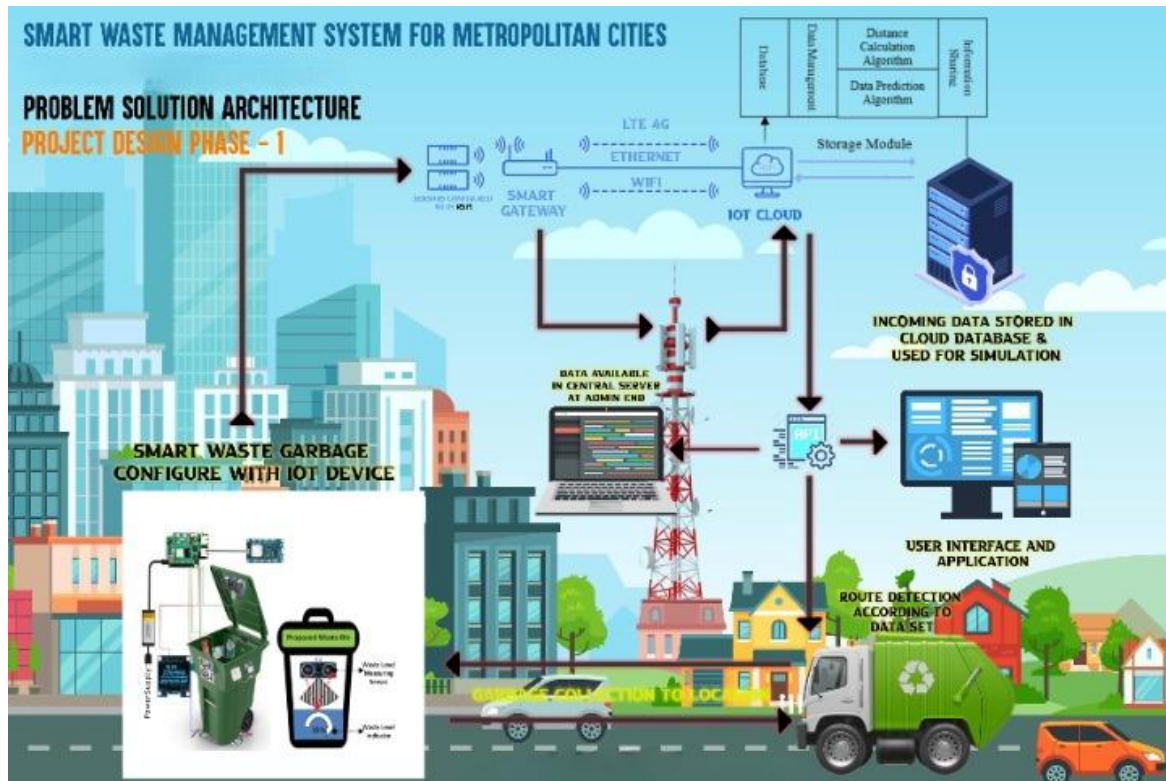 SMART WASTE MANAGEMENT SYSTEM FOR METROPOLITAN CITIES
PROBLEM SOLUTION ARCHITECTURE
PROJECT DESIGN PHASE - 1
Database
Data Management
Distance
Calculation
Algorithm
Data Prediction
Algorithm
Information
Sharing
LTE 4G
ETHERNET
WIFI
Storage Module
SMART
GATEWAY
IOT CLOUD
INCOMING DATA STORED IN
CLOUD DATABASE &
USED FOR SIMULATION
DATA AVAILABLE
IN CENTRAL SERVER
AT ADMIN END
API
SMART WASTE GARBAGE
CONFIGURE WITH IOT DEVICE
USER INTERFACE AND
APPLICATION
ROUTE DETECTION
ACCORDING TO
DATA SET
Proposed Waste Bin
Waste Level
Measuring
Power Supply
Waste Level
Indicator
GARBAGE COLLECTION TO LOCATION